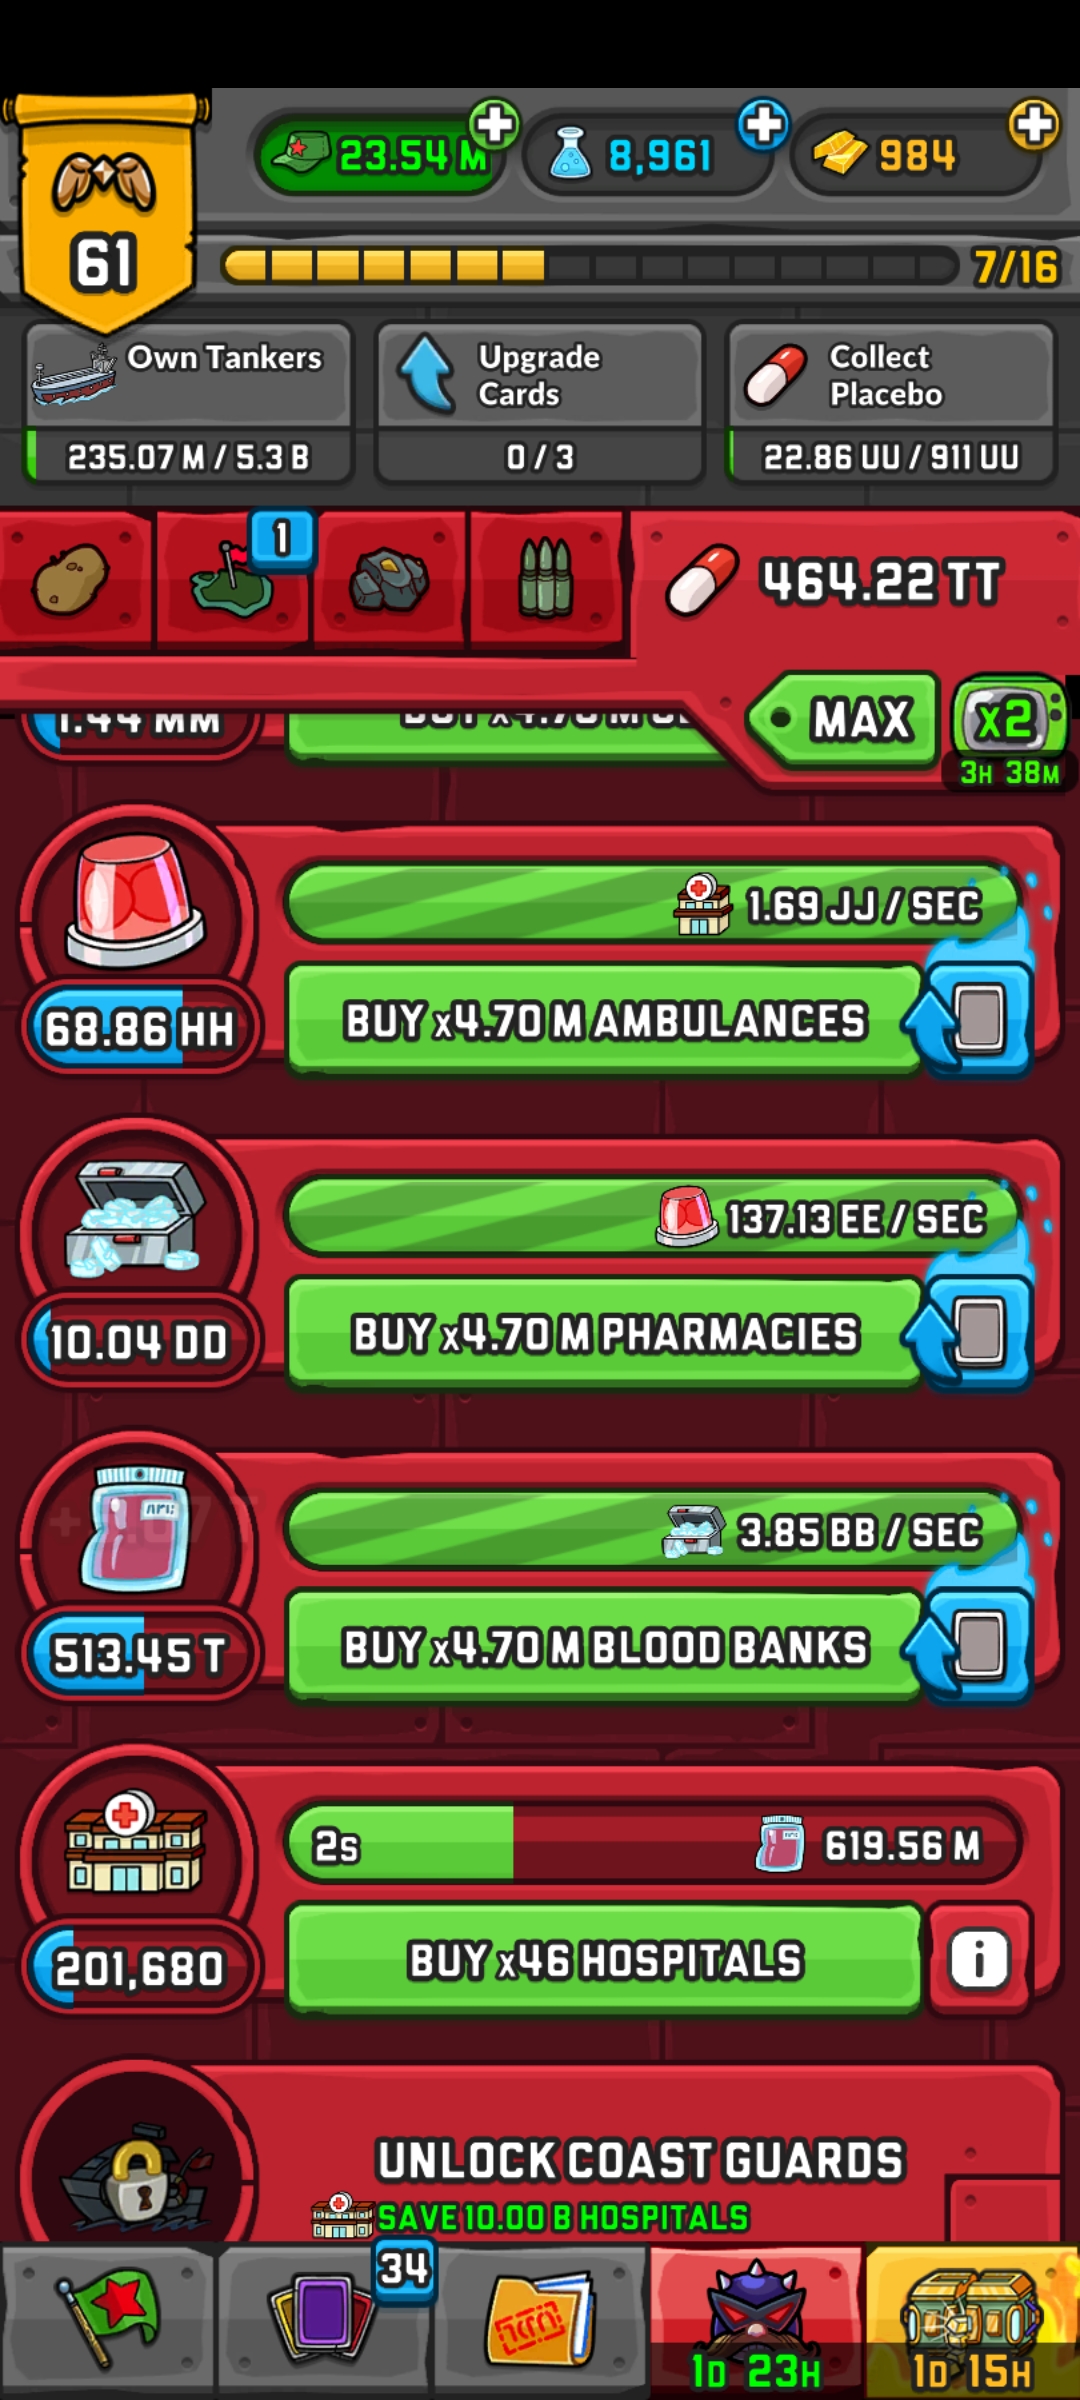 23.54 M
8,961
984
61
7/16
Own Tankers
235.07 M / 5.3 B
Upgrade
Cards
0 / 3
Collect
Placebo
22.86 UU / 911 UU
1
464.22 TT
MAX
x2
3H 38M
1.44 MM
1.69 JJ / SEC
68.86 HH
BUY x4.70 M AMBULANCES
137.13 EE / SEC
10.04 DD
BUY x4.70 M PHARMACIES
3.85 BB / SEC
513.45 T
BUY x4.70 M BLOOD BANKS
2s
619.56 M
201,680
BUY x46 HOSPITALS
i
UNLOCK COAST GUARDS
SAVE 10.00 B HOSPITALS
34
1D 23H
1D 15H